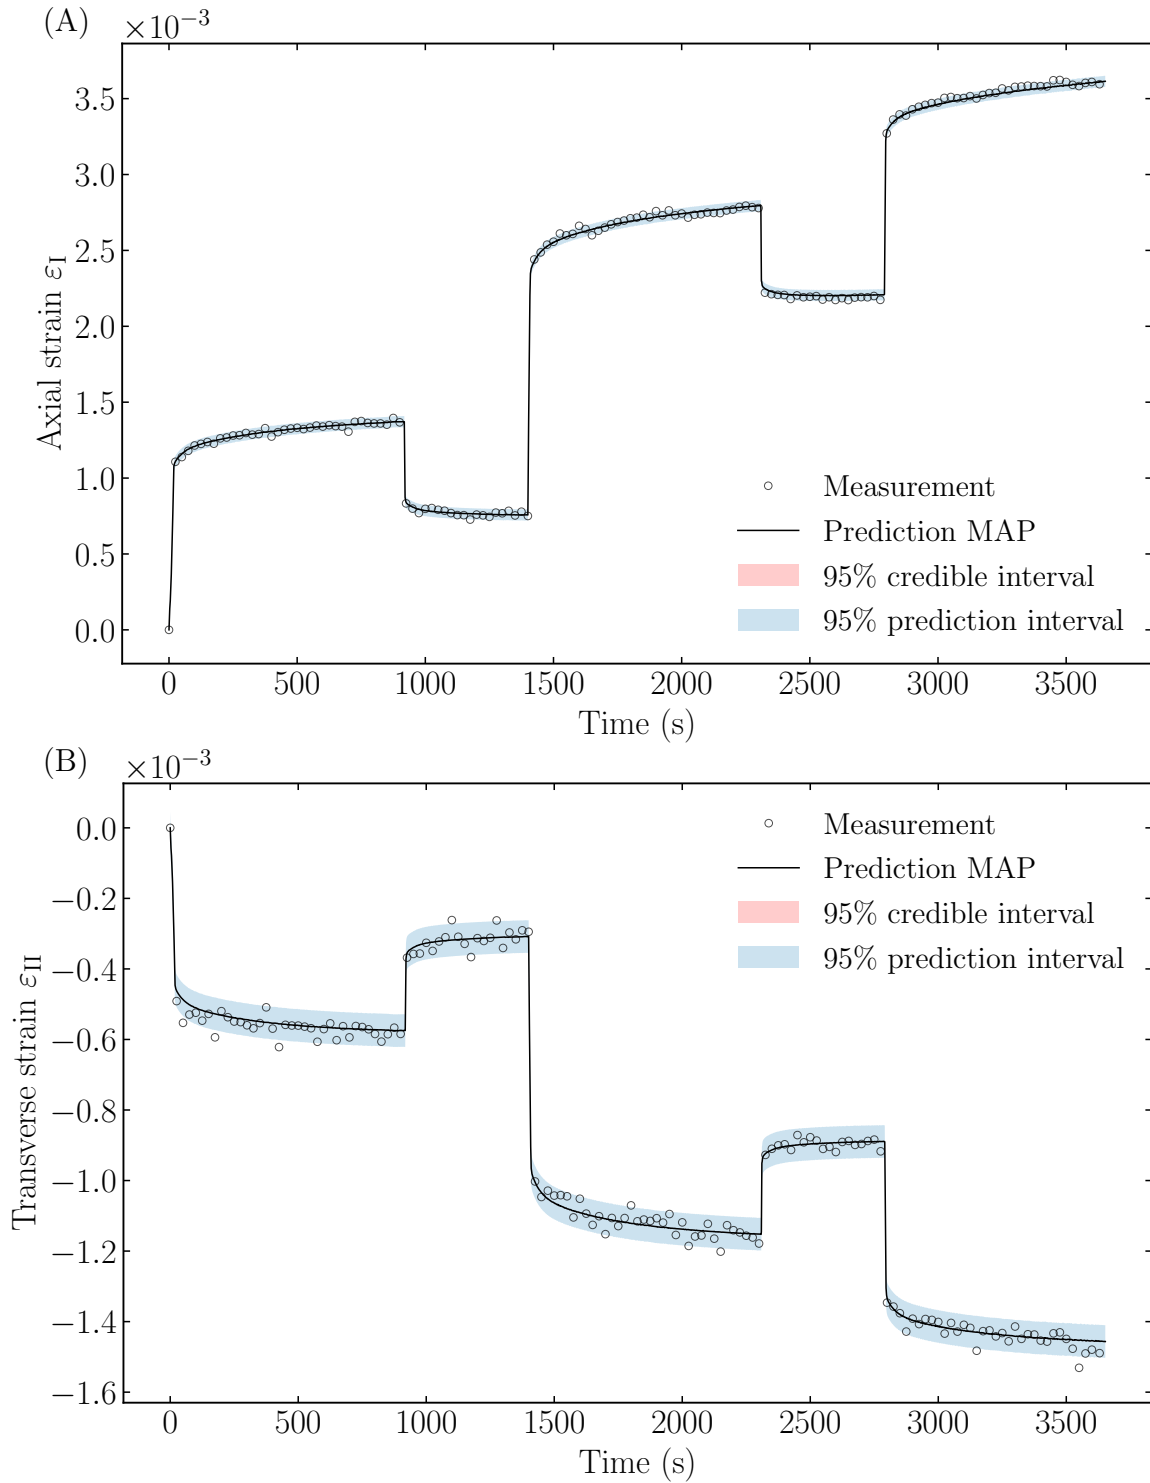 (A)
×10⁻³
3.5
3.0
2.5
2.0
1.5
1.0
0.5
0.0
Axial strain ε_I
Measurement
Prediction MAP
95% credible interval
95% prediction interval
0 500 1000 1500 2000 2500 3000 3500
Time (s)
(B)
×10⁻³
0.0
−0.2
−0.4
−0.6
−0.8
−1.0
−1.2
−1.4
−1.6
Transverse strain ε_II
Measurement
Prediction MAP
95% credible interval
95% prediction interval
0 500 1000 1500 2000 2500 3000 3500
Time (s)